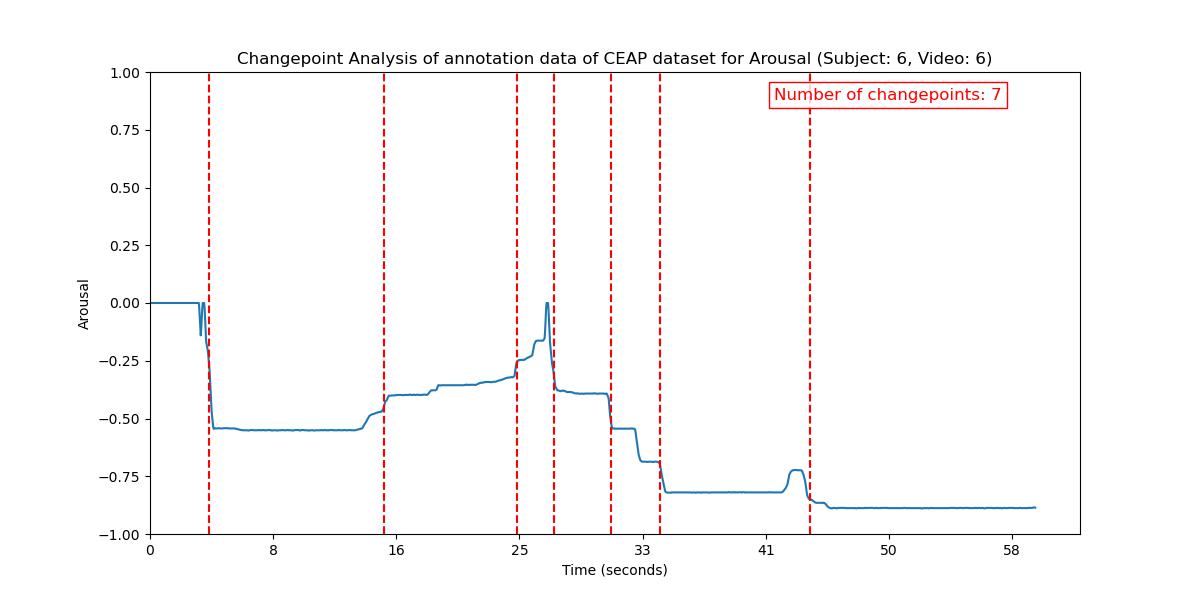 Changepoint Analysis of annotation data of CEAP dataset for Arousal (Subject: 6, Video: 6)
Number of changepoints: 7
1.00
0.75
0.50
0.25
0.00
−0.25
−0.50
−0.75
−1.00
Arousal
0 8 16 25 33 41 50 58
Time (seconds)